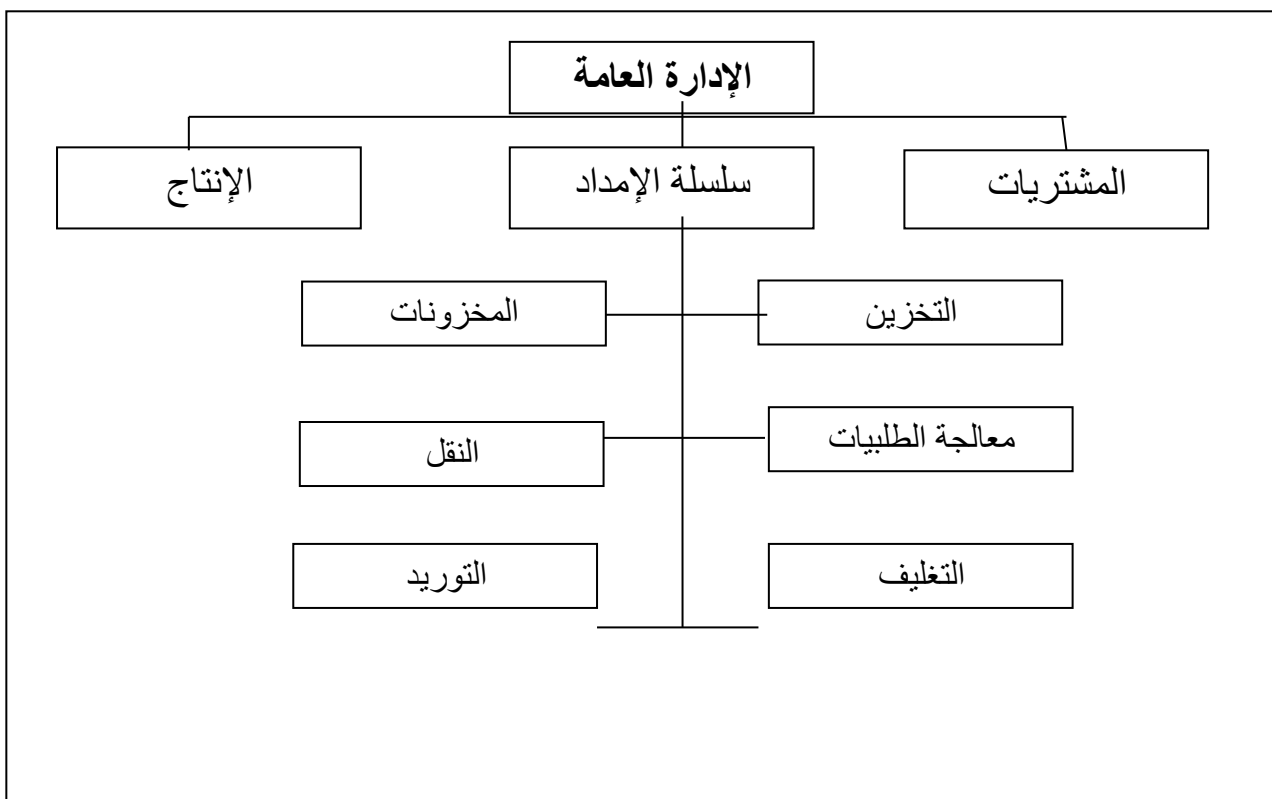 الإدارة العامة
المشتريات
سلسلة الإمداد
الإنتاج
التخزين
المخزونات
معالجة الطلبيات
النقل
التغليف
التوريد